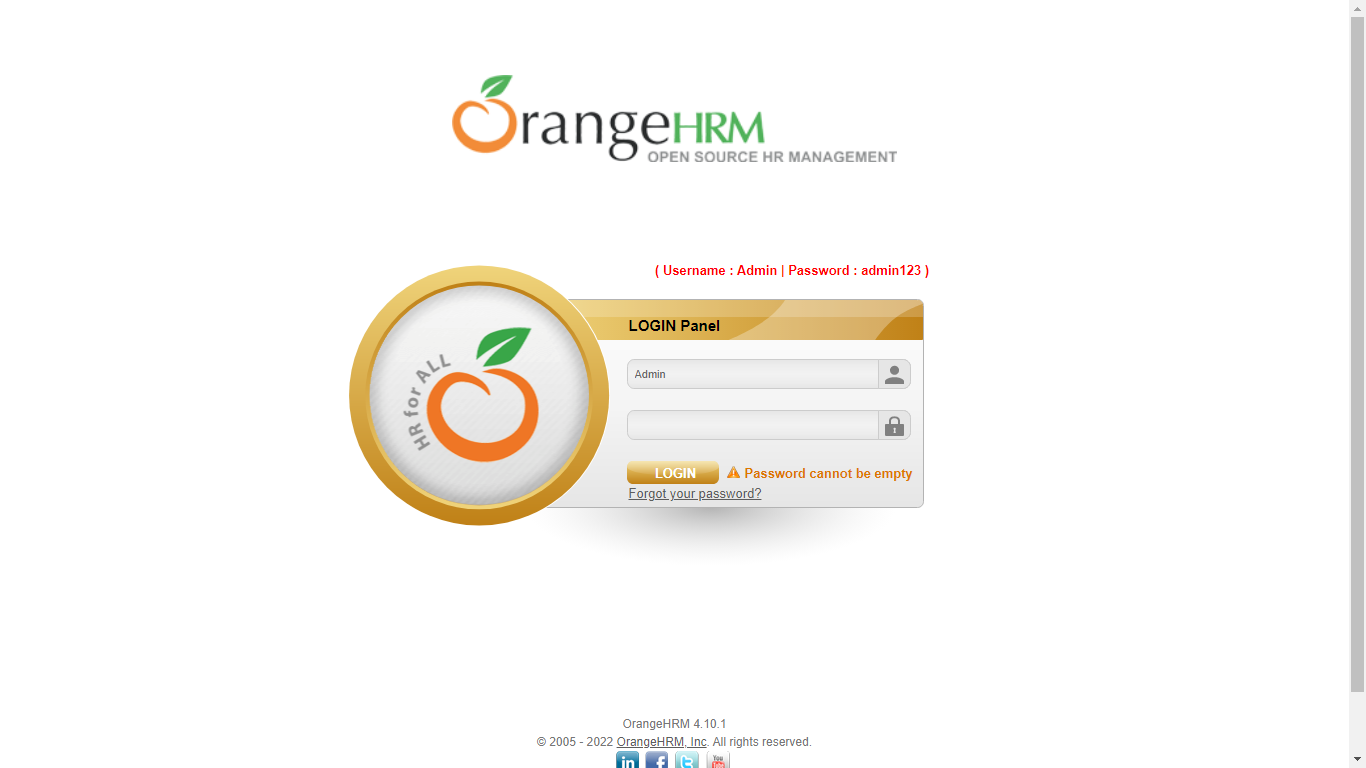 OrangeHRM
OPEN SOURCE HR MANAGEMENT
( Username : Admin | Password : admin123 )
HR for ALL
LOGIN Panel
Admin
LOGIN
Password cannot be empty
Forgot your password?
OrangeHRM 4.10.1
© 2005 - 2022 OrangeHRM, Inc. All rights reserved.
in f t You